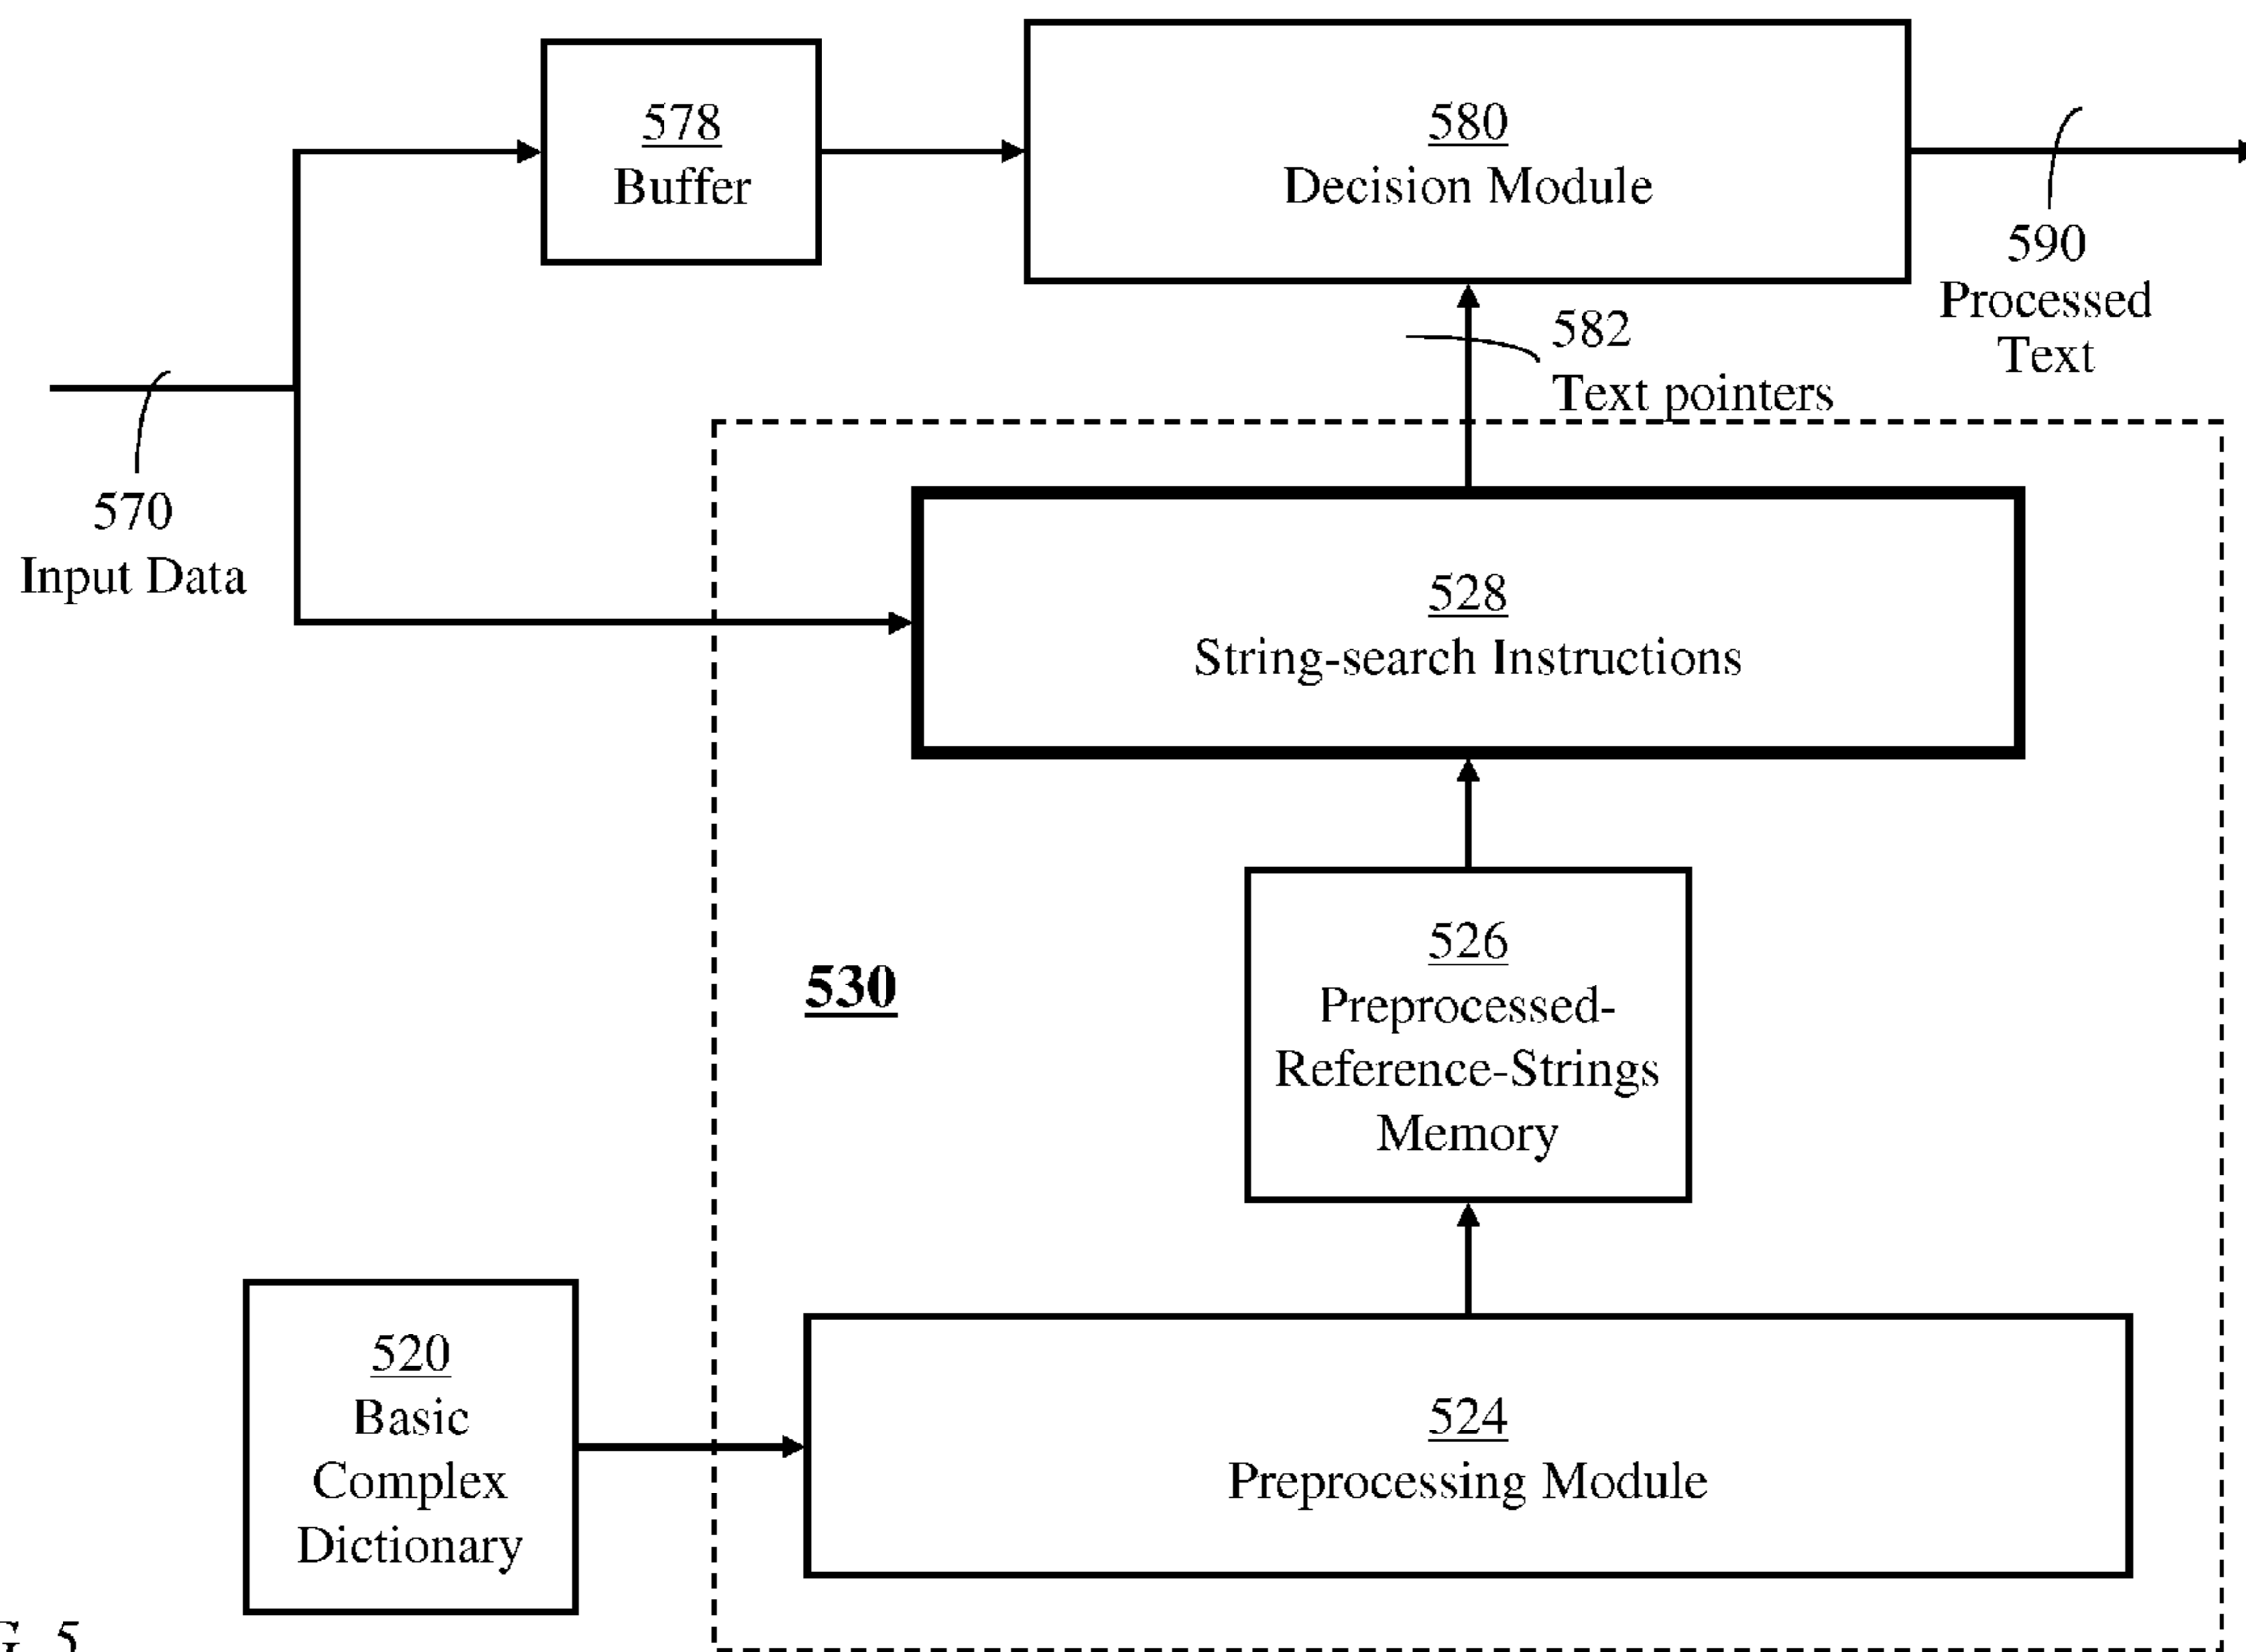 578
Buffer
580
Decision Module
590
Processed
Text
582
Text pointers
570
Input Data
528
String-search Instructions
526
Preprocessed-
Reference-Strings
Memory
530
520
Basic
Complex
Dictionary
524
Preprocessing Module
5